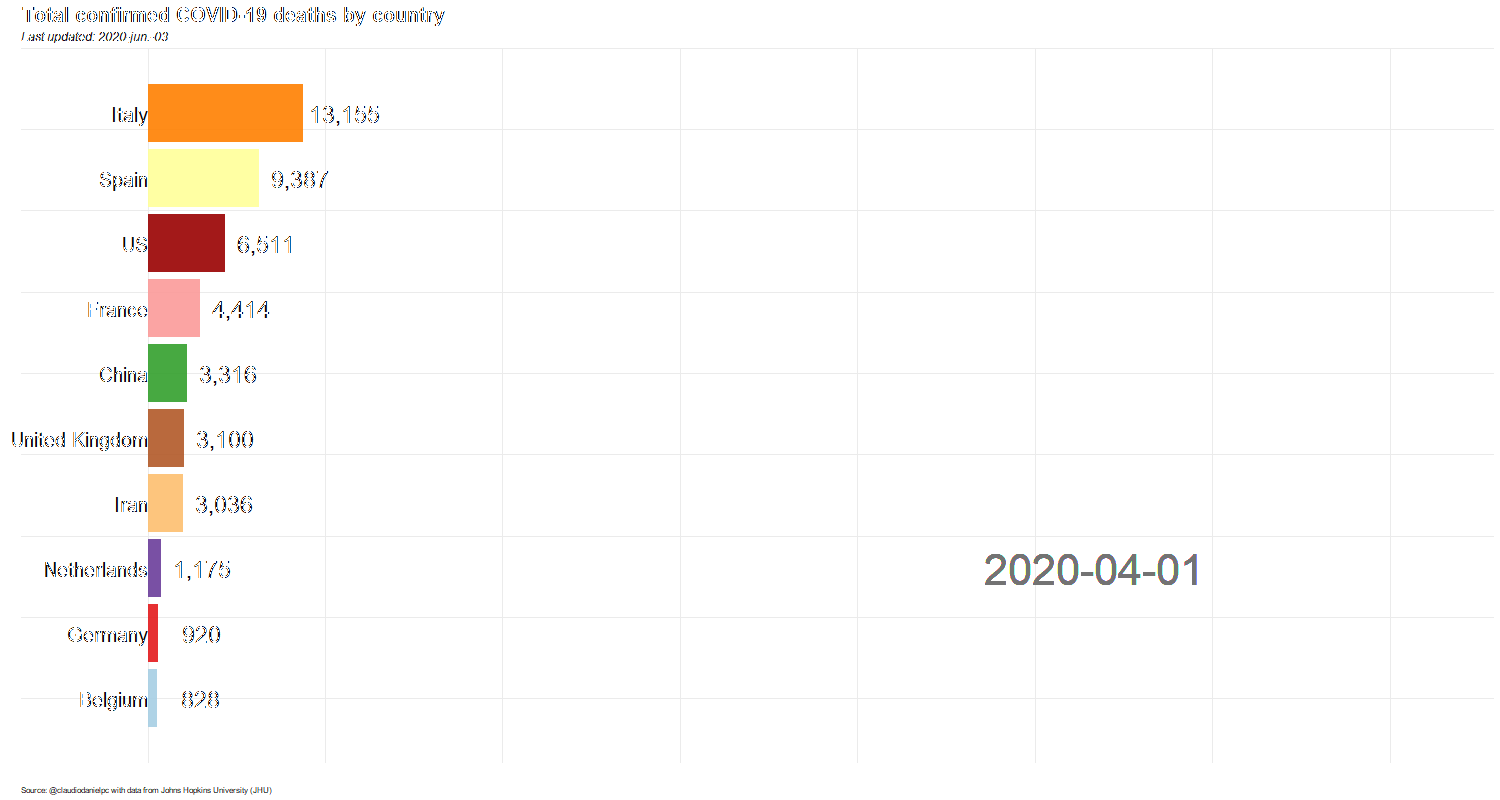 Total confirmed COVID-19 deaths by country
Last updated: 2020-jun.-03
Italy 13,155
Spain 9,387
US 6,511
France 4,414
China 3,316
United Kingdom 3,100
Iran 3,036
Netherlands 1,175
2020-04-01
Germany 920
Belgium 828
Source: @claudiodanielpc with data from Johns Hopkins University (JHU)